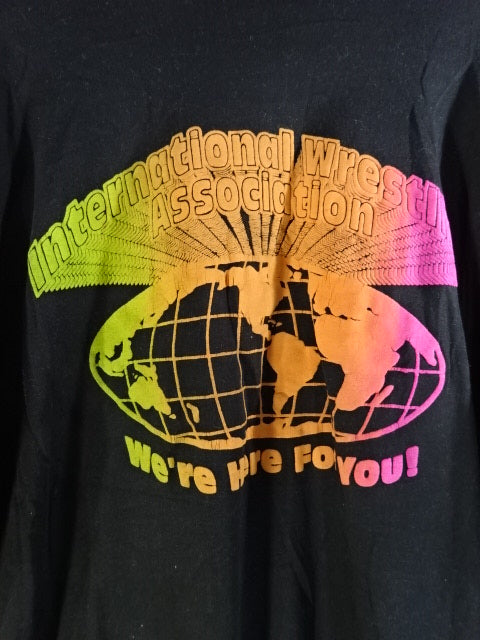 International Wrestli
Association
We're Here For YOU!